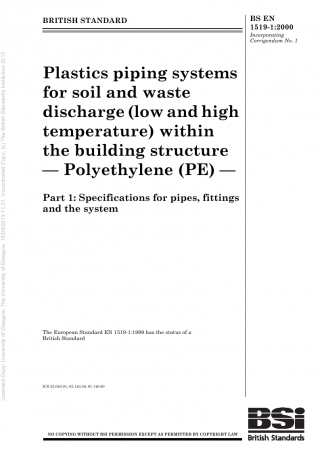 BRITISH STANDARD
BS EN
1519-1:2000
Incorporating
Corrigendum No. 1
Plastics piping systems
for soil and waste
discharge (low and high
temperature) within
the building structure
— Polyethylene (PE) —
Part 1: Specifications for pipes, fittings
and the system
The European Standard EN 1519-1:1999 has the status of a
British Standard
NO COPYING WITHOUT BSI PERMISSION EXCEPT AS PERMITTED BY COPYRIGHT LAW
BSi
British Standards